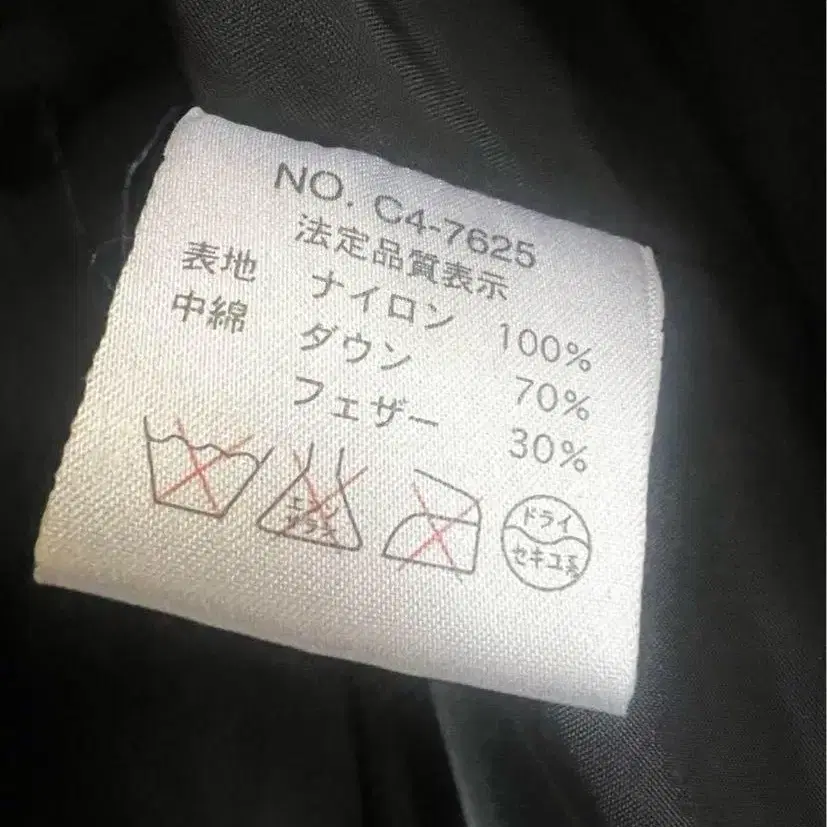 NO. C4-7625
法定品質表示
表地 ナイロン 100%
中綿 ダウン 70%
フェザー 30%
エンソ
サラシ
ドライ
セキユ系